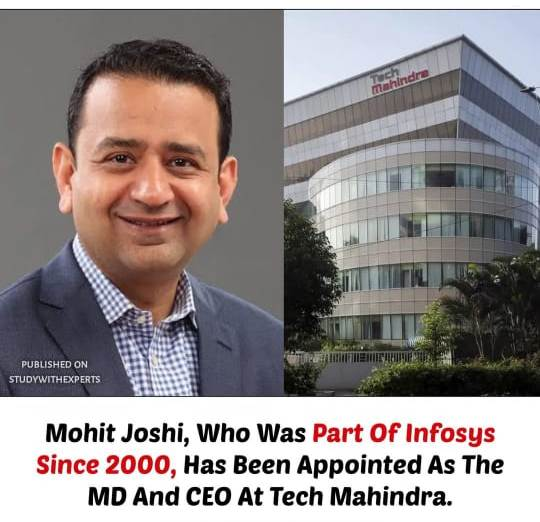 Tech
Mahindra
PUBLISHED ON
STUDYWITHEXPERTS
Mohit Joshi, Who Was Part Of Infosys
Since 2000, Has Been Appointed As The
MD And CEO At Tech Mahindra.